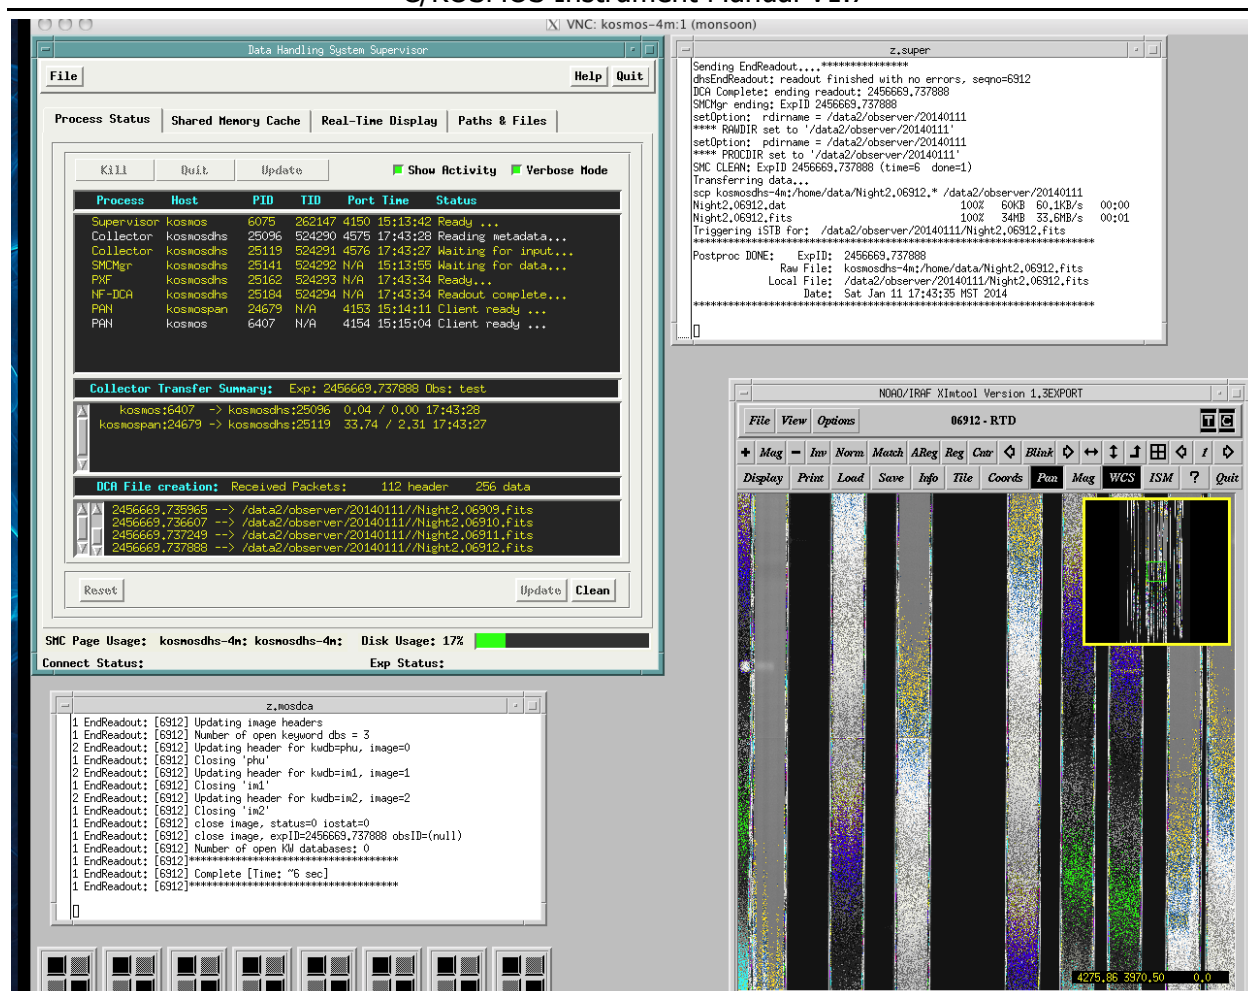 C/KOSMOS Instrument Manual V1.7
VNC: kosmos-4m:1 (monsoon)
Data Handling System Supervisor
File Help Quit
Process Status Shared Memory Cache Real-Time Display Paths & Files
Kill Quit Update Show Activity Verbose Mode
Process Host PID TID Port Time Status
Supervisor kosmos 6075 262147 4150 15:13:42 Ready ...
Collector kosmosdhs 25096 524290 4575 17:43:28 Reading metadata...
Collector kosmosdhs 25119 524291 4576 17:43:27 Waiting for input...
SMCMgr kosmosdhs 25141 524292 N/A 15:13:55 Waiting for data...
PXF kosmosdhs 25162 524293 N/A 17:43:34 Ready...
NF-DCA kosmosdhs 25184 524294 N/A 17:43:34 Readout complete...
PAN kosmospan 24679 N/A 4153 15:14:11 Client ready ...
PAN kosmos 6407 N/A 4154 15:15:04 Client ready ...
Collector Transfer Summary: Exp: 2456669.737888 Obs: test
kosmos:6407 -> kosmosdhs:25096 0.04 / 0.00 17:43:28
kosmospan:24679 -> kosmosdhs:25119 33.74 / 2.31 17:43:27
DCA File creation: Received Packets: 112 header 256 data
2456669.735965 --> /data2/observer/20140111//Night2.06909.fits
2456669.736607 --> /data2/observer/20140111//Night2.06910.fits
2456669.737249 --> /data2/observer/20140111//Night2.06911.fits
2456669.737888 --> /data2/observer/20140111//Night2.06912.fits
Reset Update Clean
SMC Page Usage: kosmosdhs-4m: kosmosdhs-4m: Disk Usage: 17%
Connect Status: Exp Status:
z.super
Sending EndReadout....***************
dhsEndReadout: readout finished with no errors, seqno=6912
DCA Complete: ending readout: 2456669.737888
SMCMgr ending: ExpID 2456669.737888
setOption: rdirname = /data2/observer/20140111
**** RAWDIR set to '/data2/observer/20140111'
setOption: pdirname = /data2/observer/20140111
**** PROCDIR set to '/data2/observer/20140111'
SMC CLEAN: ExpID 2456669.737888 (time=6 done=1)
Transferring data...
scp kosmosdhs-4m:/home/data/Night2.06912.* /data2/observer/20140111
Night2.06912.dat 100% 60KB 60.1KB/s 00:00
Night2.06912.fits 100% 34MB 33.6MB/s 00:01
Triggering iSTB for: /data2/observer/20140111/Night2.06912.fits
**********************************************************************
Postproc DONE: ExpID: 2456669.737888
Raw File: kosmosdhs-4m:/home/data/Night2.06912.fits
Local File: /data2/observer/20140111/Night2.06912.fits
Date: Sat Jan 11 17:43:35 MST 2014
**********************************************************************
NOAO/IRAF XImtool Version 1.3EXPORT
File View Options 06912 - RTD T C
+ Mag - Inv Norm Match AReg Reg Cntr Blink 1
Display Print Load Save Info Tile Coords Pan Mag WCS ISM ? Quit
4275.86 3970.50 0.0
z.mosdca
1 EndReadout: [6912] Updating image headers
1 EndReadout: [6912] Number of open keyword dbs = 3
2 EndReadout: [6912] Updating header for kwdb=phu, image=0
1 EndReadout: [6912] Closing 'phu'
2 EndReadout: [6912] Updating header for kwdb=im1, image=1
1 EndReadout: [6912] Closing 'im1'
2 EndReadout: [6912] Updating header for kwdb=im2, image=2
1 EndReadout: [6912] Closing 'im2'
1 EndReadout: [6912] close image, status=0 iostat=0
1 EndReadout: [6912] close image, expID=2456669.737888 obsID=(null)
1 EndReadout: [6912] Number of open KW databases: 0
1 EndReadout: [6912]************************************
1 EndReadout: [6912] Complete [Time: ~6 sec]
1 EndReadout: [6912]************************************